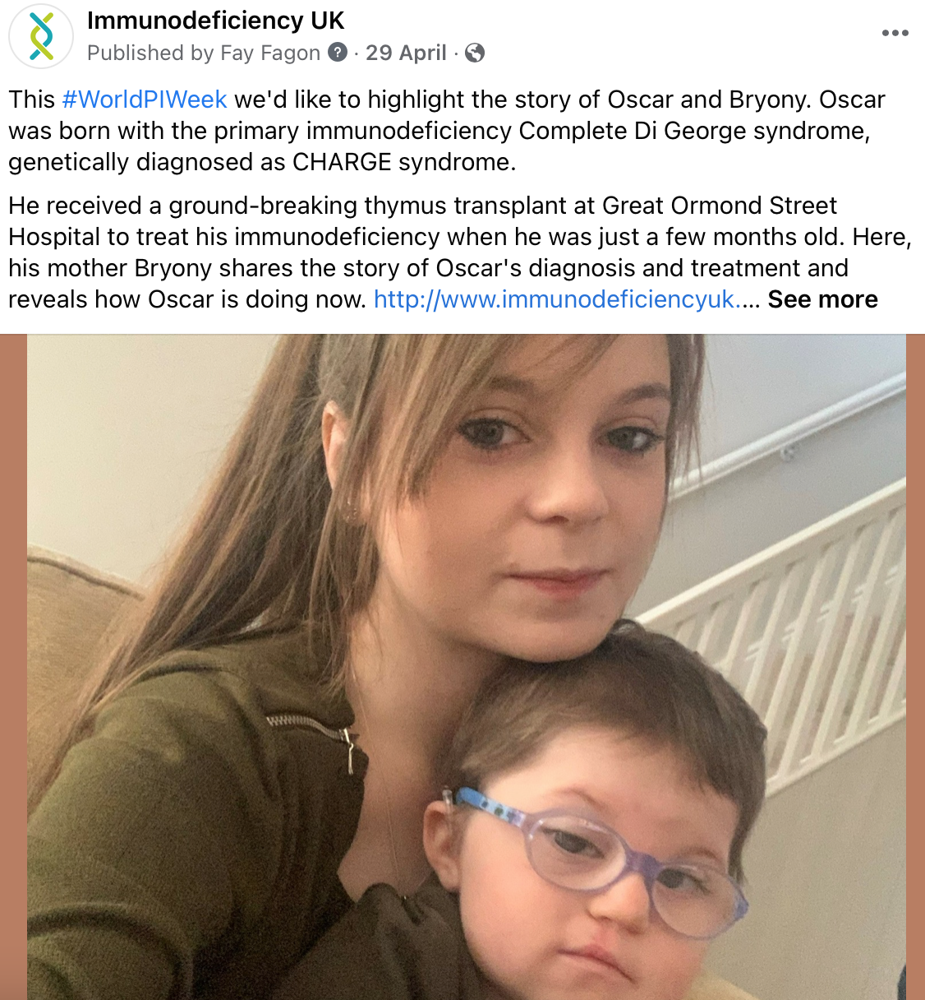 Immunodeficiency UK
Published by Fay Fagon ? · 29 April ·
This #WorldPIWeek we'd like to highlight the story of Oscar and Bryony. Oscar
was born with the primary immunodeficiency Complete Di George syndrome,
genetically diagnosed as CHARGE syndrome.
He received a ground-breaking thymus transplant at Great Ormond Street
Hospital to treat his immunodeficiency when he was just a few months old. Here,
his mother Bryony shares the story of Oscar's diagnosis and treatment and
reveals how Oscar is doing now. http://www.immunodeficiencyuk.... See more